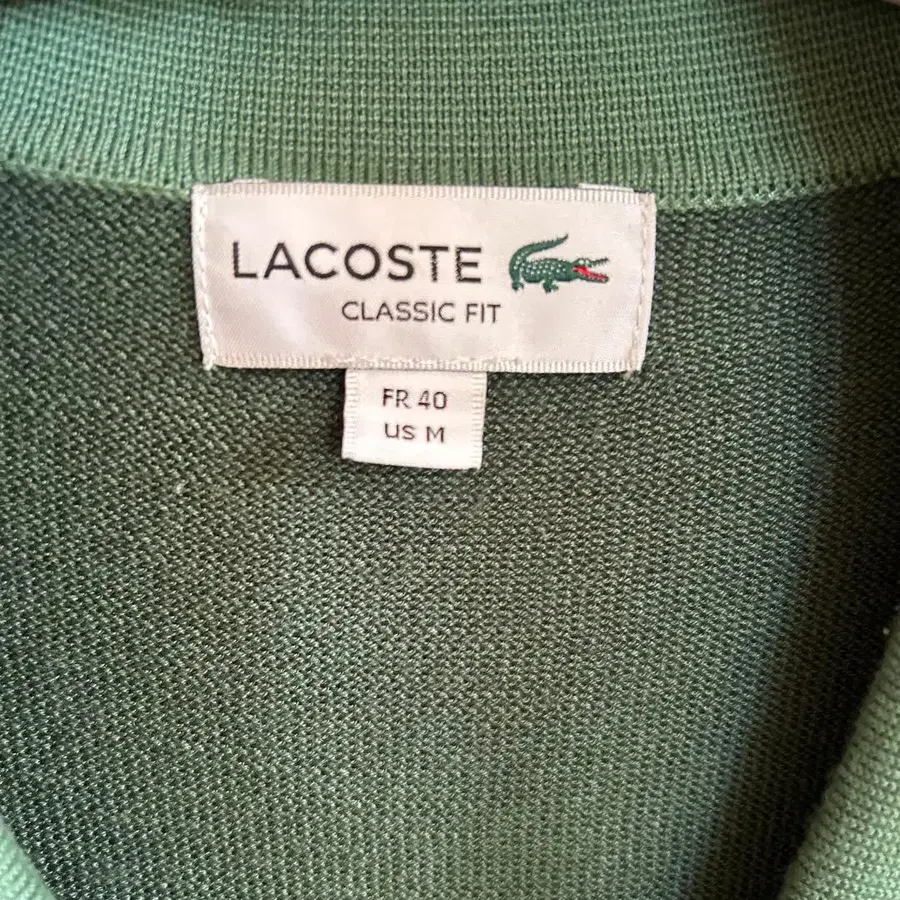 LACOSTE
CLASSIC FIT
FR 40
US M